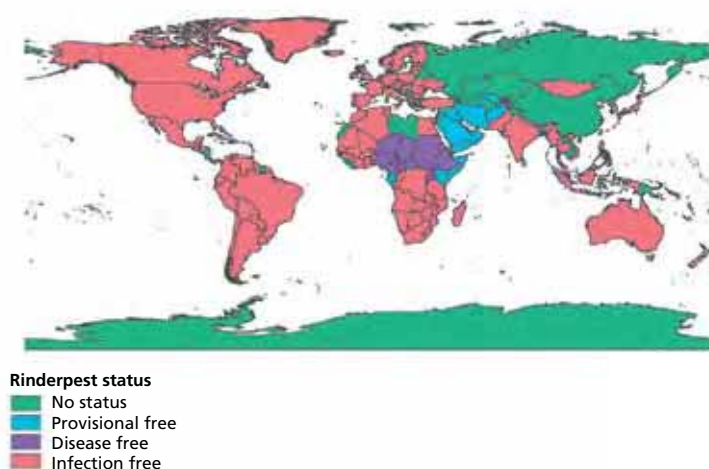 Rinderpest status
No status
Provisional free
Disease free
Infection free